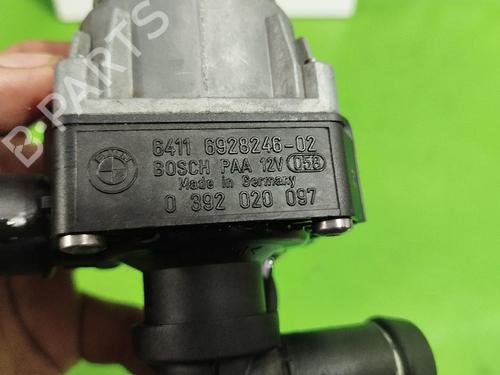 B-PARTS
6411 6928246-02
BOSCH PAA 12V 058
Made in Germany
0 392 020 097